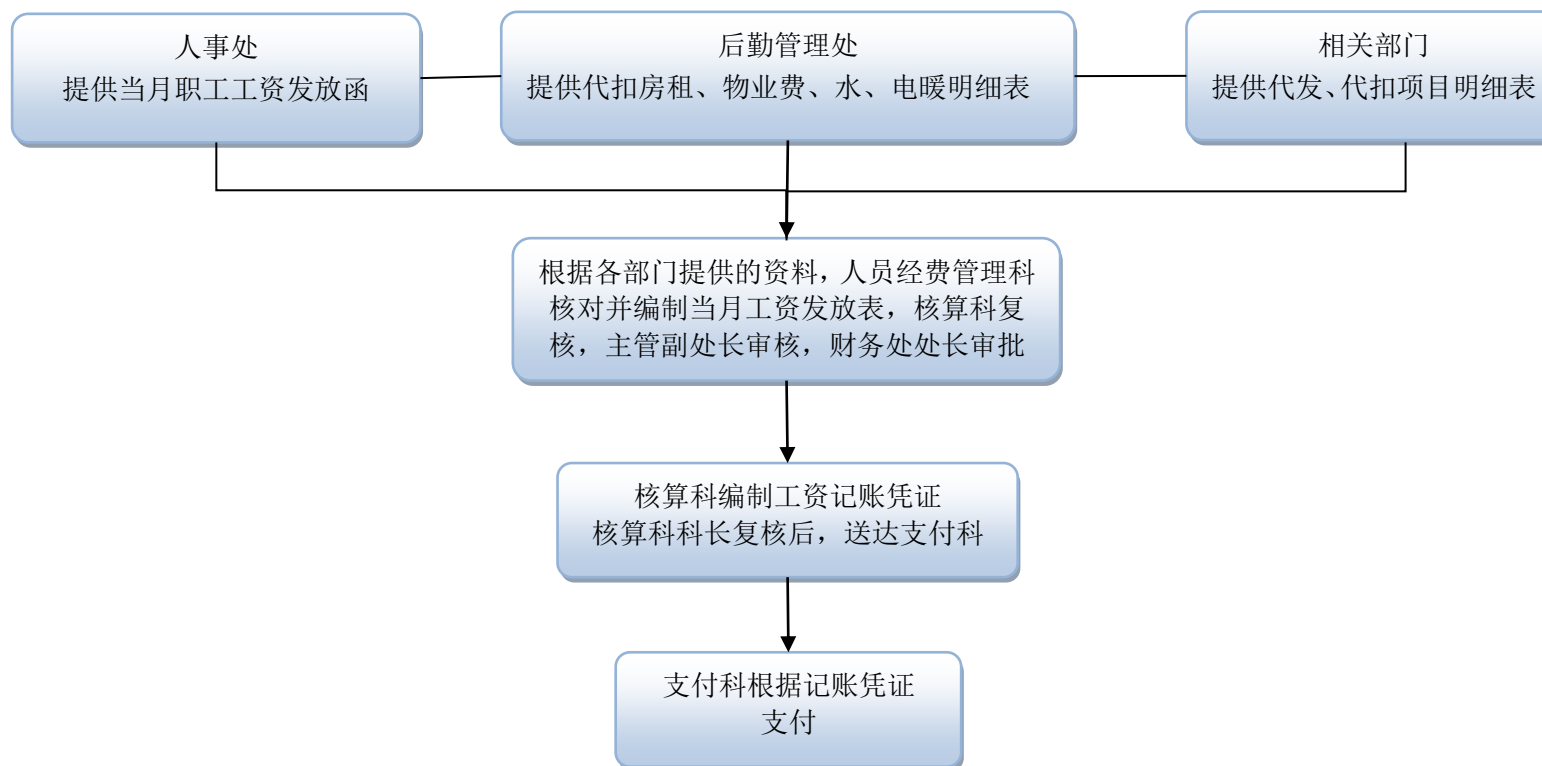 人事处
提供当月职工工资发放函
后勤管理处
提供代扣房租、物业费、水、电暖明细表
相关部门
提供代发、代扣项目明细表
根据各部门提供的资料，人员经费管理科
核对并编制当月工资发放表，核算科复
核，主管副处长审核，财务处处长审批
核算科编制工资记账凭证
核算科科长复核后，送达支付科
支付科根据记账凭证
支付